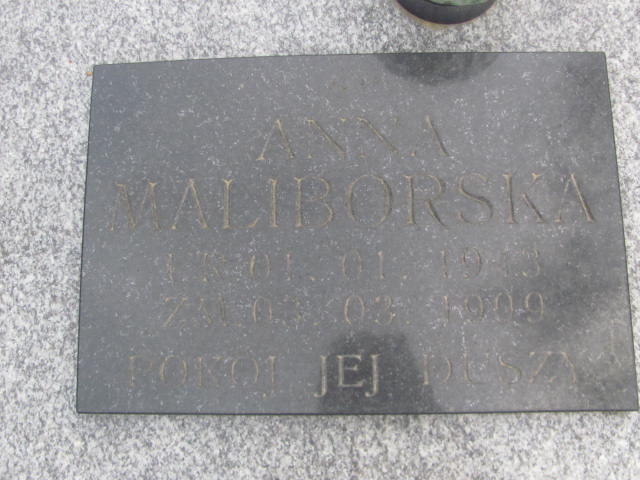 ANNA
MALIBORSKA
UR. 01. 01.
ZM. 03. 03.
POKÓJ JEJ DUSZY